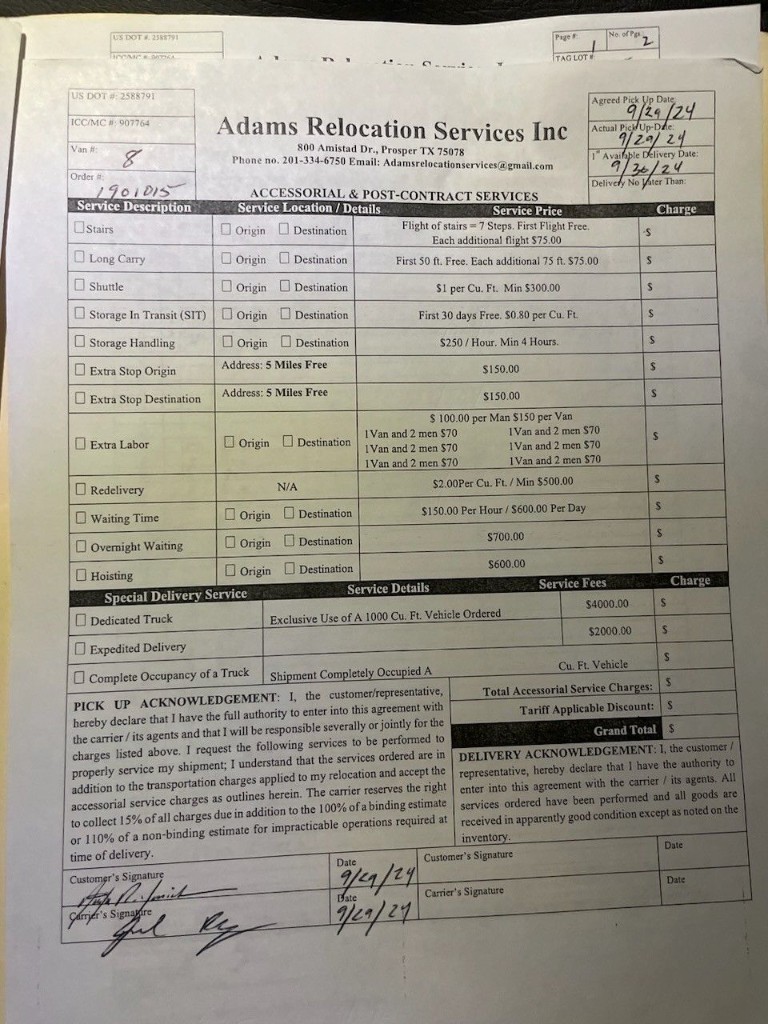 US DOT #: 2588791
Page #: 1
No. of Pgs. 2
TAG LOT #
US DOT #: 2588791
ICC/MC #: 907764
Van #: 8
Order #: 1901015
Adams Relocation Services Inc
800 Amistad Dr., Prosper TX 75078
Phone no. 201-334-6750 Email: Adamsrelocationservices@gmail.com
Agreed Pick Up Date:
9/29/24
Actual Pick Up-Date:
9/29/24
1st Available Delivery Date:
9/30/24
Delivery No Later Than:
ACCESSORIAL & POST-CONTRACT SERVICES
Service Description Service Location / Details Service Price Charge
Stairs Origin Destination Flight of stairs = 7 Steps. First Flight Free. $
Each additional flight $75.00
Long Carry Origin Destination First 50 ft. Free. Each additional 75 ft. $75.00 $
Shuttle Origin Destination $1 per Cu. Ft. Min $300.00 $
Storage In Transit (SIT) Origin Destination First 30 days Free. $0.80 per Cu. Ft. $
Storage Handling Origin Destination $250 / Hour. Min 4 Hours. $
Extra Stop Origin Address: 5 Miles Free $150.00 $
Extra Stop Destination Address: 5 Miles Free $150.00 $
Extra Labor Origin Destination $ 100.00 per Man $150 per Van $
1Van and 2 men $70 1Van and 2 men $70
1Van and 2 men $70 1Van and 2 men $70
1Van and 2 men $70 1Van and 2 men $70
Redelivery N/A $2.00Per Cu. Ft. / Min $500.00 $
Waiting Time Origin Destination $150.00 Per Hour / $600.00 Per Day $
Overnight Waiting Origin Destination $700.00 $
Hoisting Origin Destination $600.00 $
Special Delivery Service Service Details Service Fees Charge
Dedicated Truck Exclusive Use of A 1000 Cu. Ft. Vehicle Ordered $4000.00 $
Expedited Delivery $2000.00 $
Complete Occupancy of a Truck Shipment Completely Occupied A Cu. Ft. Vehicle $
PICK UP ACKNOWLEDGEMENT: I, the customer/representative,
hereby declare that I have the full authority to enter into this agreement with
the carrier / its agents and that I will be responsible severally or jointly for the
charges listed above. I request the following services to be performed to
properly service my shipment; I understand that the services ordered are in
addition to the transportation charges applied to my relocation and accept the
accessorial service charges as outlines herein. The carrier reserves the right
to collect 15% of all charges due in addition to the 100% of a binding estimate
or 110% of a non-binding estimate for impracticable operations required at
time of delivery.
Total Accessorial Service Charges: $
Tariff Applicable Discount: $
Grand Total $
DELIVERY ACKNOWLEDGEMENT: I, the customer /
representative, hereby declare that I have the authority to
enter into this agreement with the carrier / its agents. All
services ordered have been performed and all goods are
received in apparently good condition except as noted on the
inventory.
Customer's Signature Date 9/29/24
Customer's Signature Date
Carrier's Signature Date 9/29/24
Carrier's Signature Date